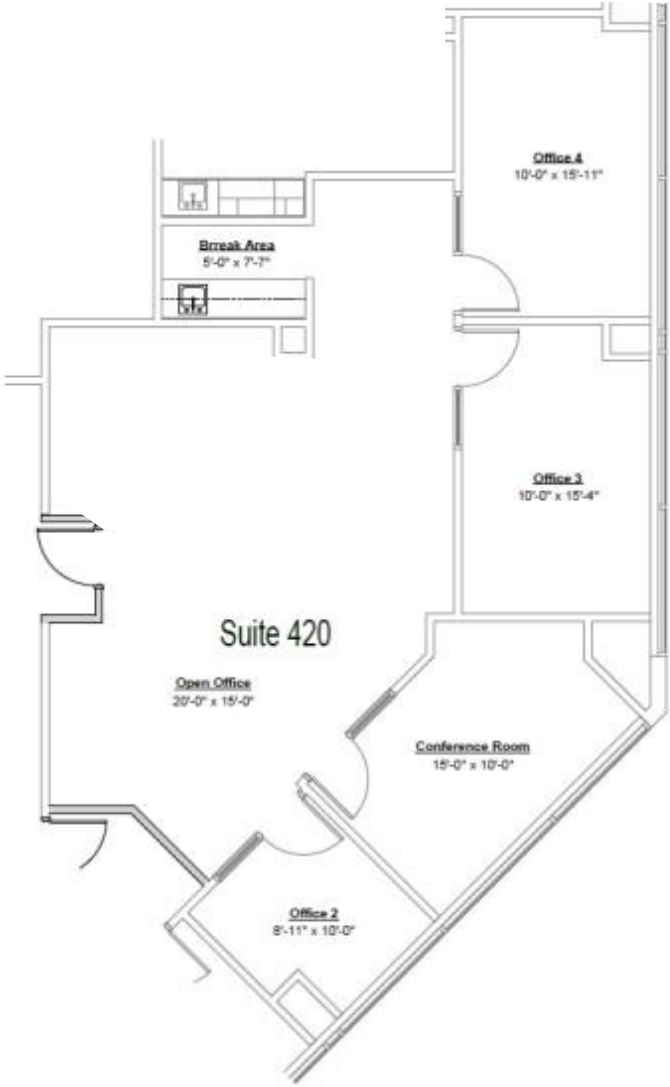 Office 4
10'-0" x 15'-11"
Brreak Area
5'-0" x 7'-7"
Office 3
10'-0" x 15'-4"
Suite 420
Open Office
20'-0" x 15'-0"
Conference Room
15'-0" x 10'-0"
Office 2
8'-11" x 10'-0"